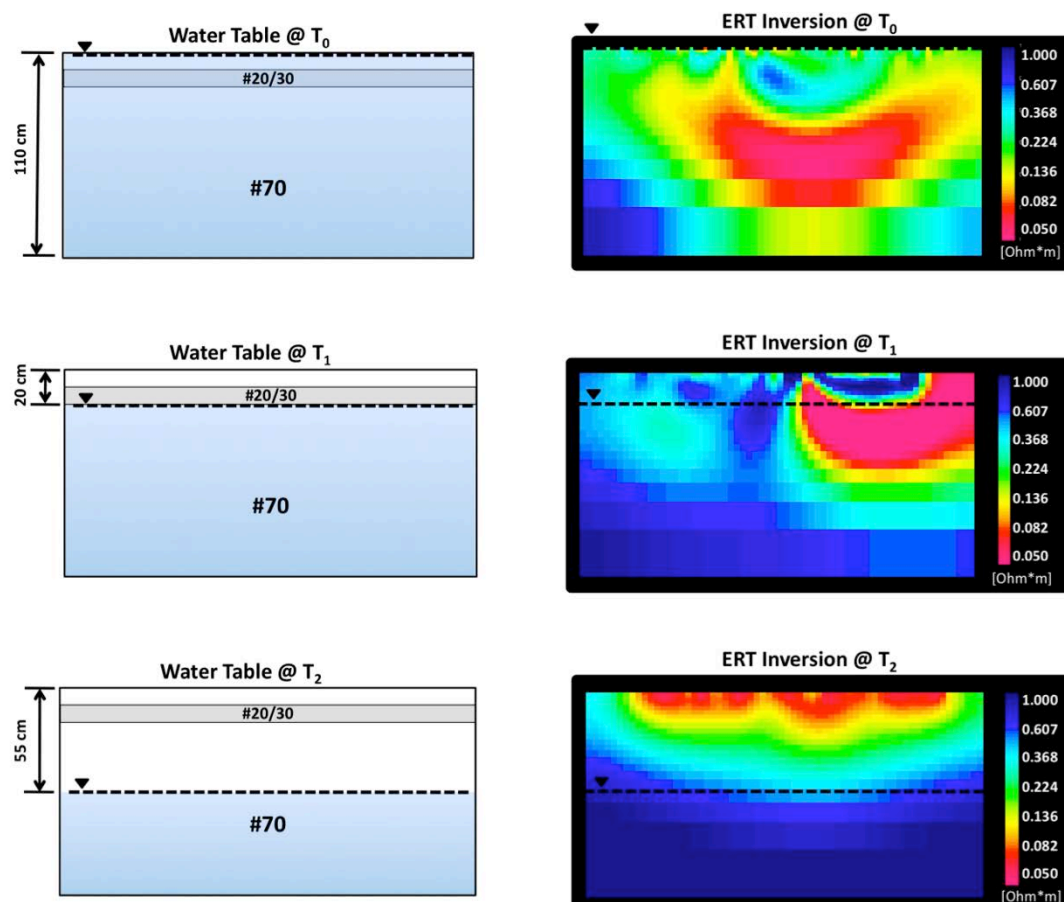 Water Table @ T0
110 cm
#20/30
#70
ERT Inversion @ T0
1.000
0.607
0.368
0.224
0.136
0.082
0.050
[Ohm*m]
Water Table @ T1
20 cm
#20/30
#70
ERT Inversion @ T1
1.000
0.607
0.368
0.224
0.136
0.082
0.050
[Ohm*m]
Water Table @ T2
55 cm
#20/30
#70
ERT Inversion @ T2
1.000
0.607
0.368
0.224
0.136
0.082
0.050
[Ohm*m]